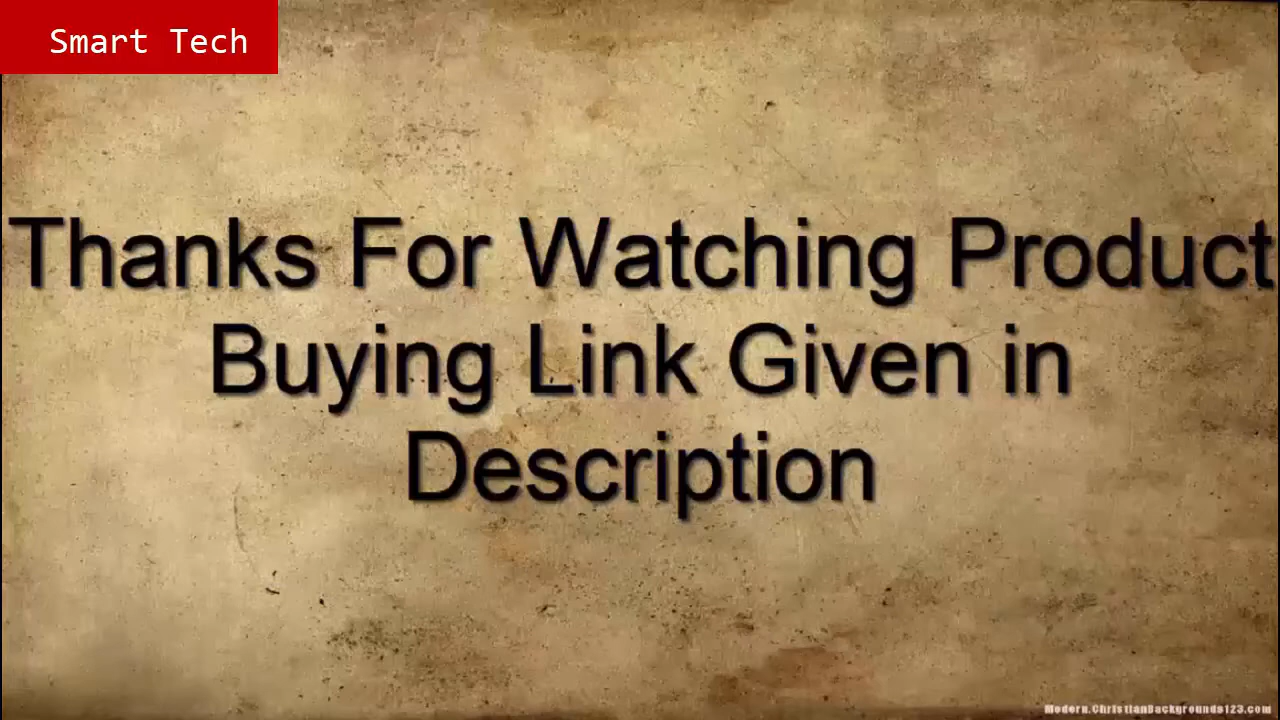 Smart Tech
Thanks For Watching Product
Buying Link Given in
Description
Modern.ChristianBackgrounds123.com